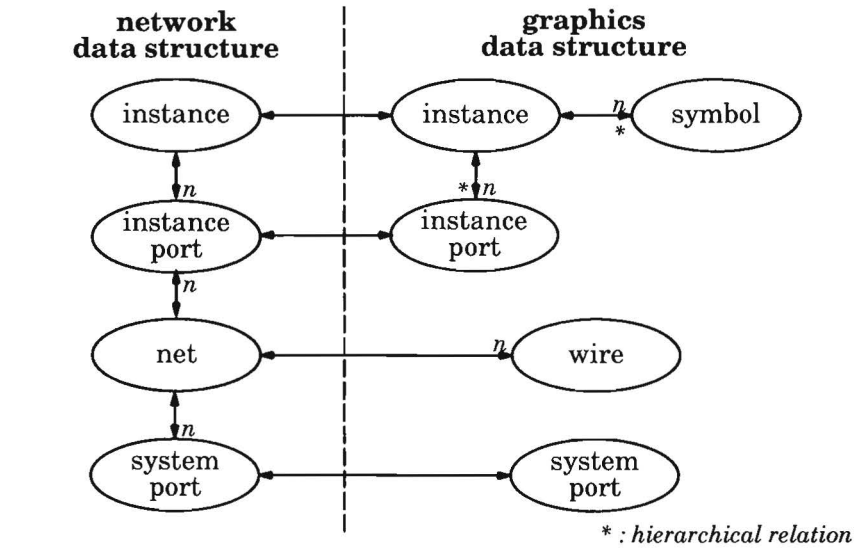 network
data structure
graphics
data structure
instance
instance
n
*
symbol
n
* n
instance
port
instance
port
n
net
n
wire
n
system
port
system
port
* : hierarchical relation